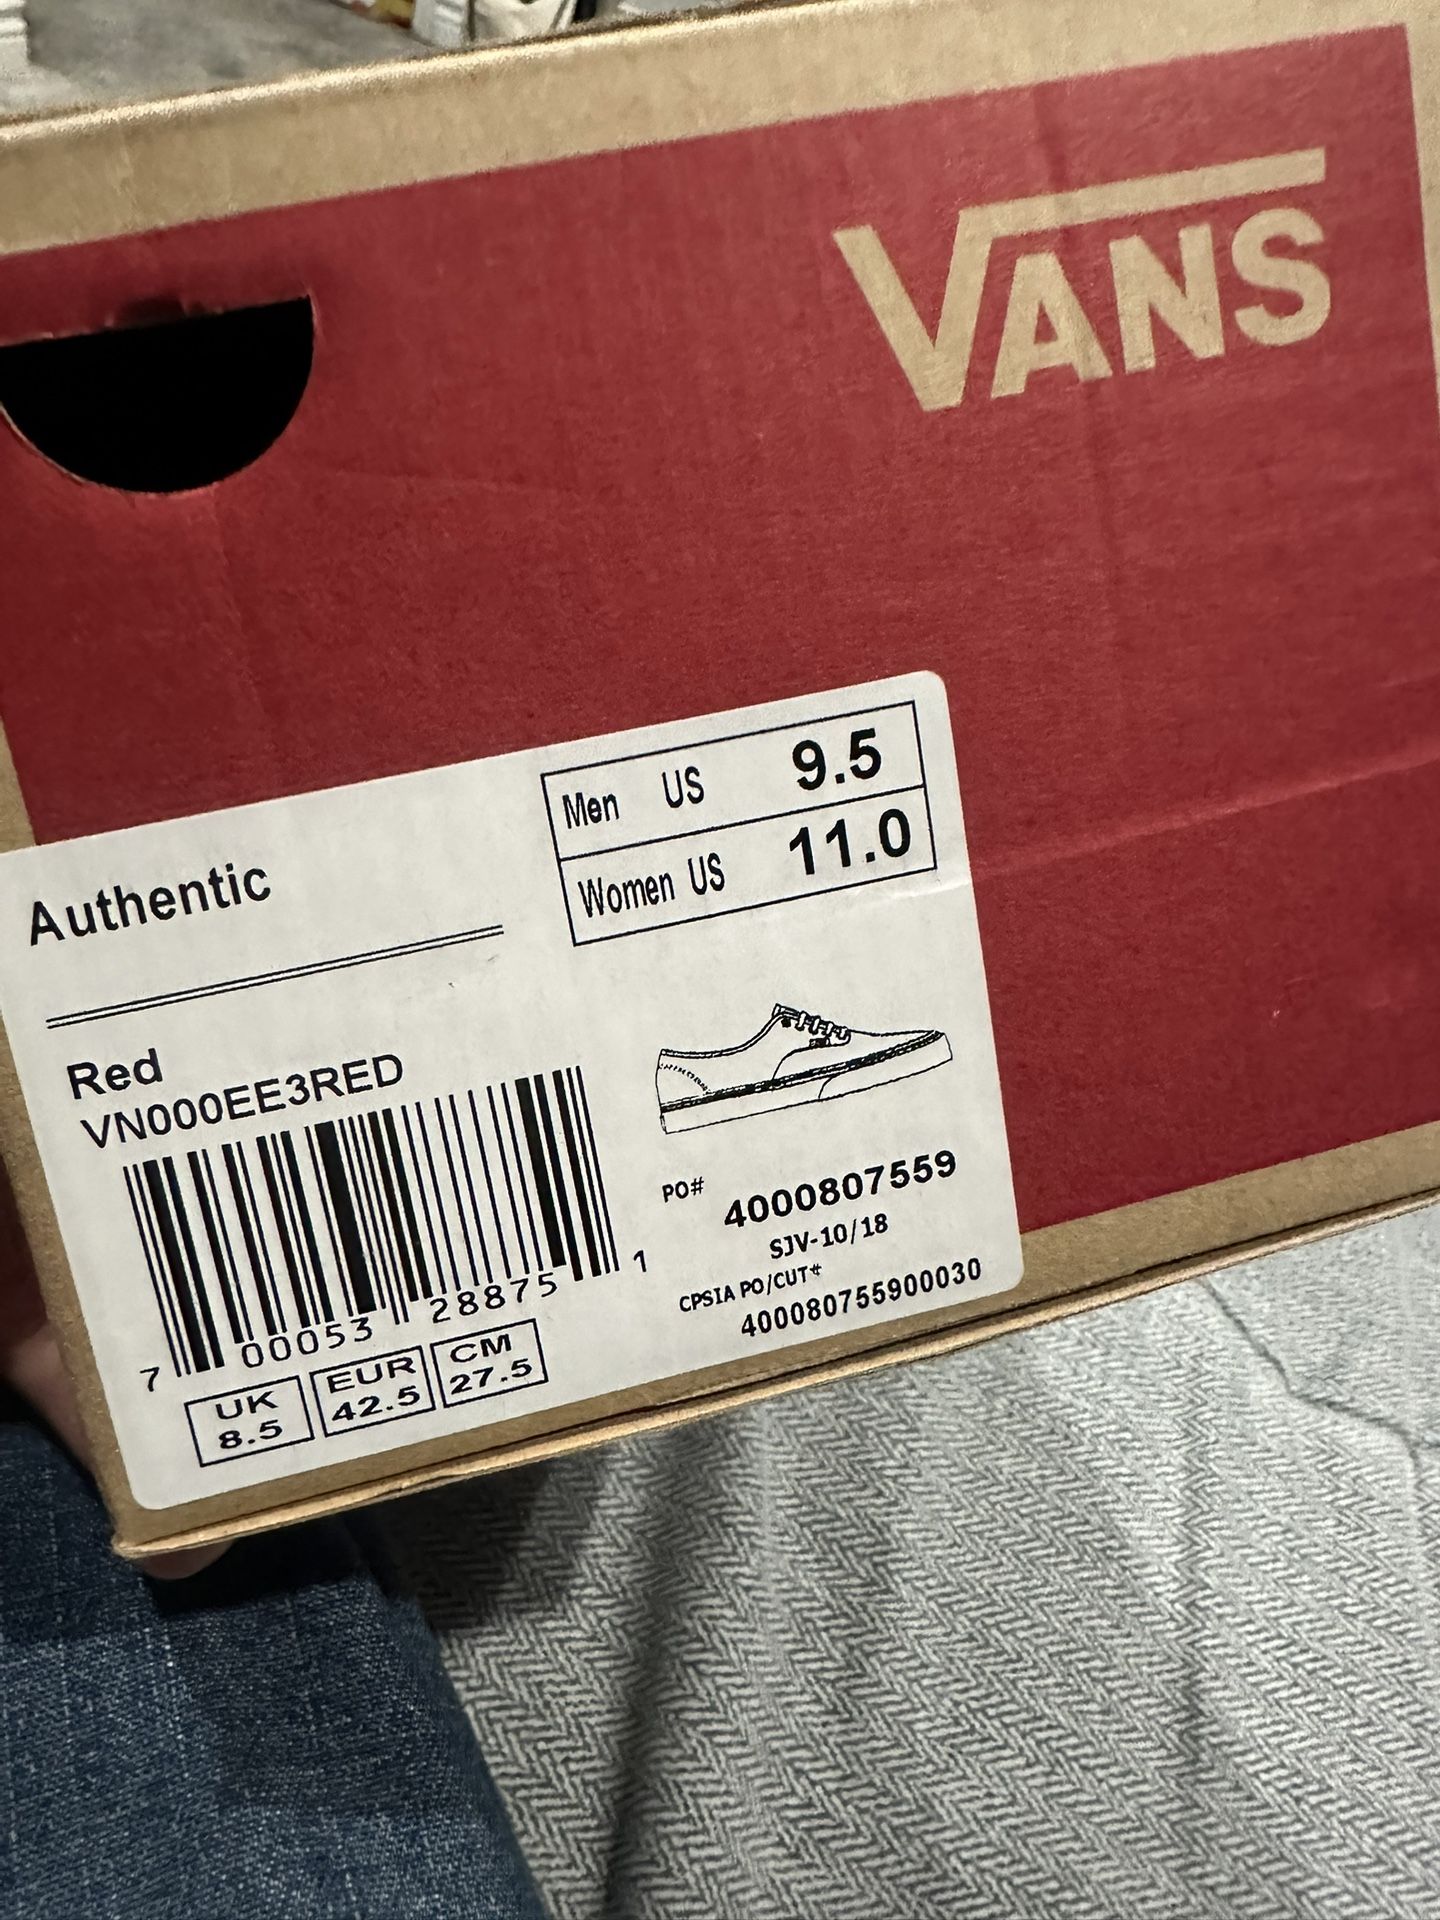 VANS
Men US 9.5
Women US 11.0
Authentic
Red
VN000EE3RED
7 00053 28875 1
UK 8.5
EUR 42.5
CM 27.5
PO# 4000807559
SJV-10/18
CPSIA PO/CUT#
400080755900030